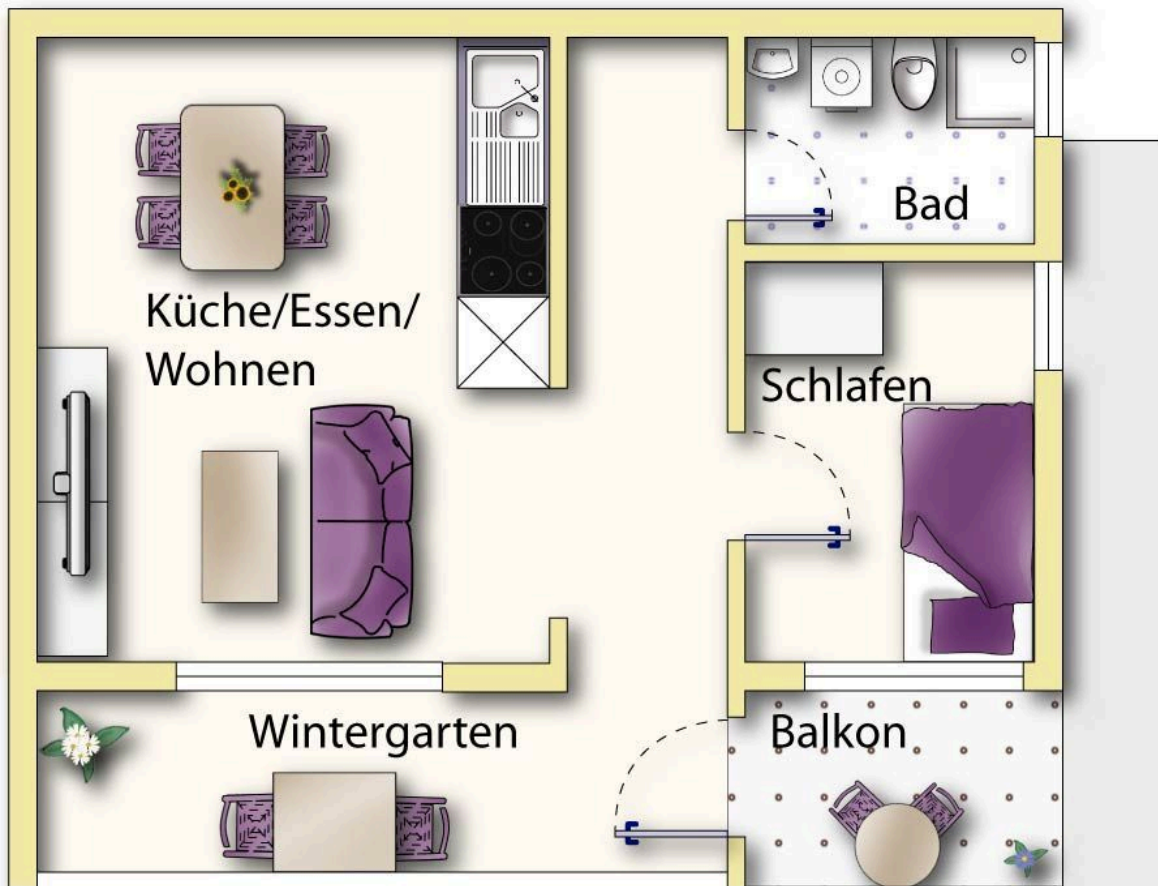 Bad
Küche/Essen/
Wohnen
Schlafen
Wintergarten
Balkon